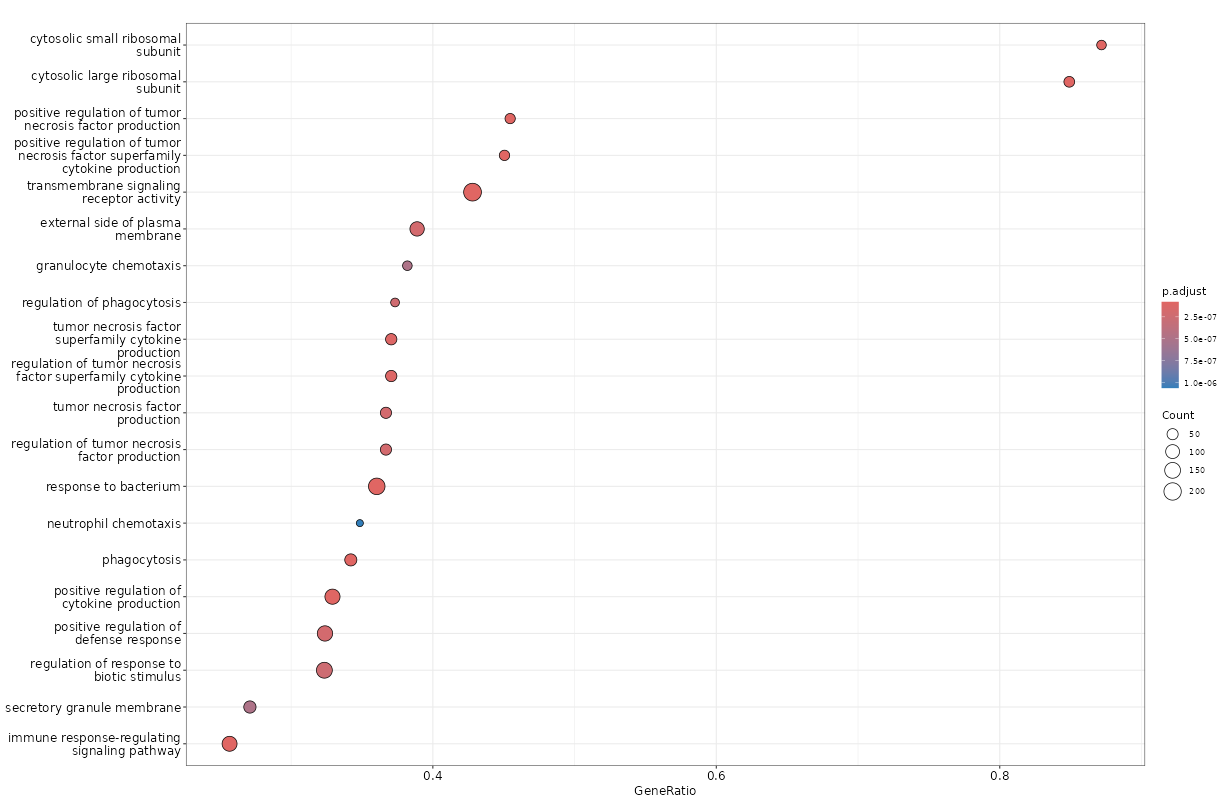 cytosolic small ribosomal
subunit
cytosolic large ribosomal
subunit
positive regulation of tumor
necrosis factor production
positive regulation of tumor
necrosis factor superfamily
cytokine production
transmembrane signaling
receptor activity
external side of plasma
membrane
granulocyte chemotaxis
regulation of phagocytosis
tumor necrosis factor
superfamily cytokine
production
regulation of tumor necrosis
factor superfamily cytokine
production
tumor necrosis factor
production
regulation of tumor necrosis
factor production
response to bacterium
neutrophil chemotaxis
phagocytosis
positive regulation of
cytokine production
positive regulation of
defense response
regulation of response to
biotic stimulus
secretory granule membrane
immune response-regulating
signaling pathway
0.4 0.6 0.8
GeneRatio
p.adjust
2.5e-07
5.0e-07
7.5e-07
1.0e-06
Count
50
100
150
200